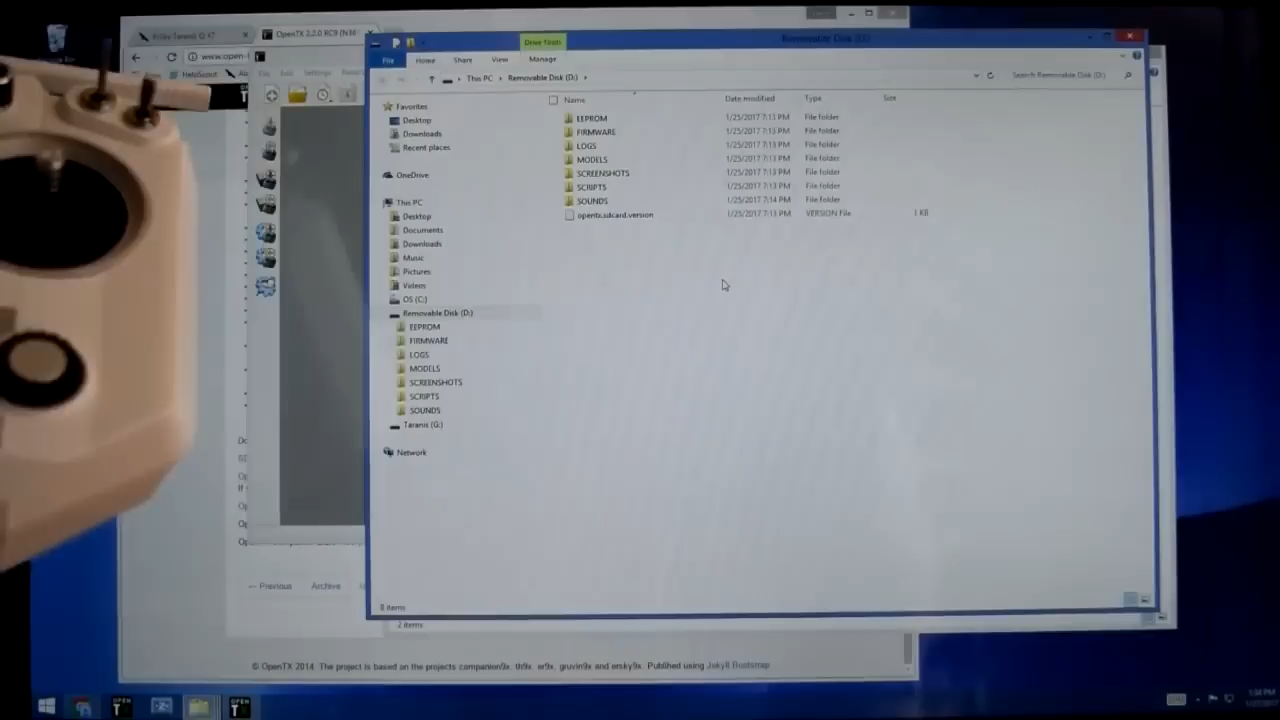 FrSky Taranis Q X7
OpenTX 2.2.0 RC9 (N38
www.open-t
HelpScout
Drive Tools
Removable Disk (D:)
File Home Share View Manage
This PC Removable Disk (D:)
Search Removable Disk (D:)
Name Date modified Type Size
EEPROM 1/25/2017 7:13 PM File folder
FIRMWARE 1/25/2017 7:13 PM File folder
LOGS 1/25/2017 7:13 PM File folder
MODELS 1/25/2017 7:13 PM File folder
SCREENSHOTS 1/25/2017 7:13 PM File folder
SCRIPTS 1/25/2017 7:13 PM File folder
SOUNDS 1/25/2017 7:14 PM File folder
opentx.sdcard.version 1/25/2017 7:13 PM VERSION File 1 KB
Favorites
Desktop
Downloads
Recent places
OneDrive
This PC
Desktop
Documents
Downloads
Music
Pictures
Videos
OS (C:)
Removable Disk (D:)
EEPROM
FIRMWARE
LOGS
MODELS
SCREENSHOTS
SCRIPTS
SOUNDS
Taranis (G:)
Network
← Previous Archive
8 items
2 items
© OpenTX 2014. The project is based on the projects companion9x, th9x, er9x, gruvin9x and ersky9x. Published using Jekyll Bootstrap
OPEN
OPEN